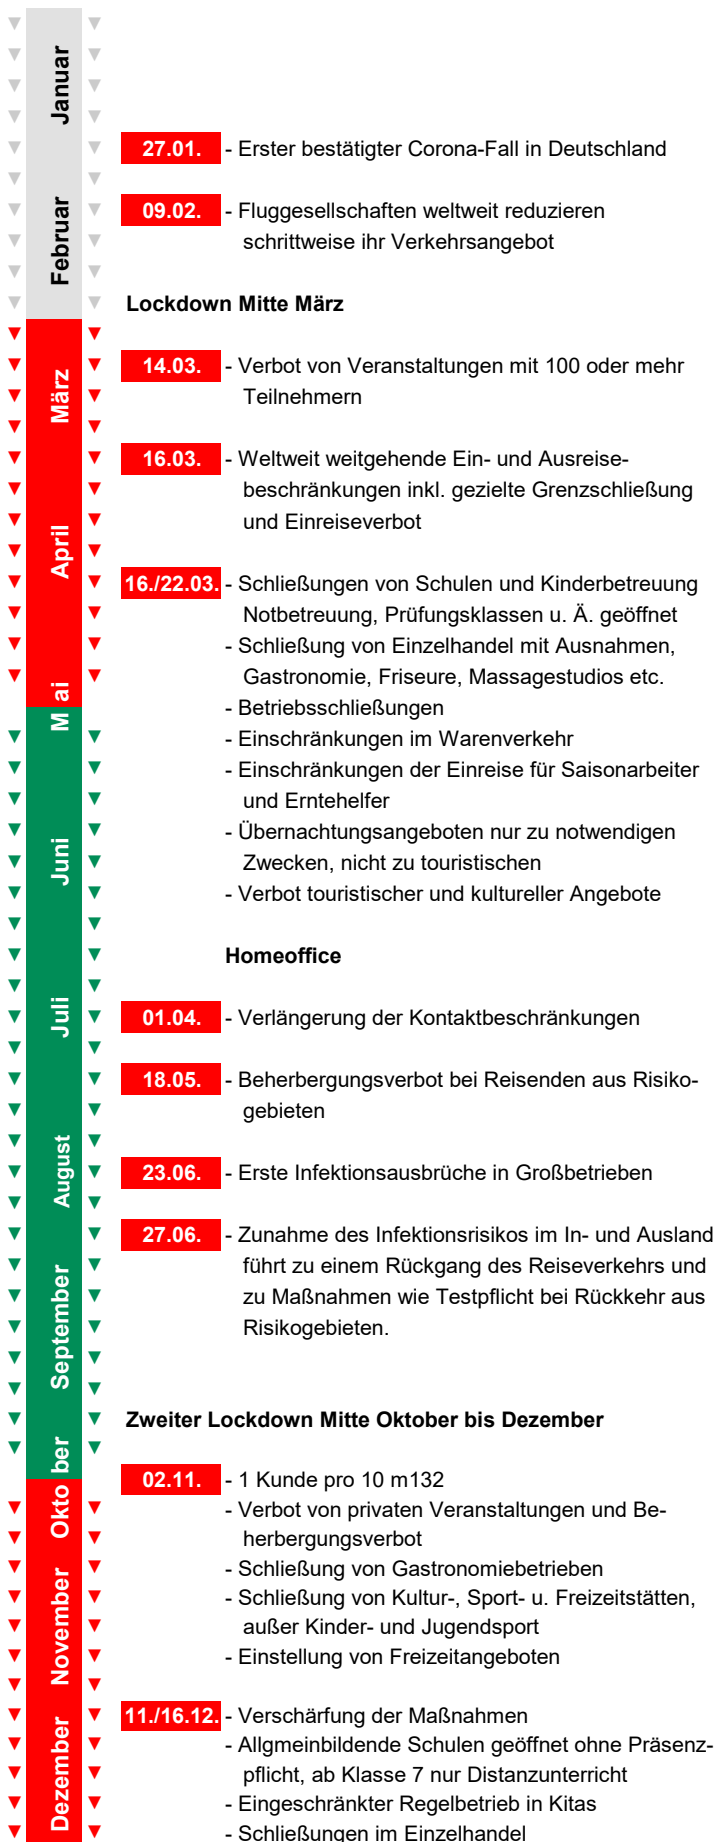 Januar
27.01. - Erster bestätigter Corona-Fall in Deutschland
Februar
09.02. - Fluggesellschaften weltweit reduzieren
schrittweise ihr Verkehrsangebot
Lockdown Mitte März
März
14.03. - Verbot von Veranstaltungen mit 100 oder mehr
Teilnehmern
16.03. - Weltweit weitgehende Ein- und Ausreise-
beschränkungen inkl. gezielte Grenzschließung
und Einreiseverbot
April
16./22.03. - Schließungen von Schulen und Kinderbetreuung
Notbetreuung, Prüfungsklassen u. Ä. geöffnet
- Schließung von Einzelhandel mit Ausnahmen,
Gastronomie, Friseure, Massagestudios etc.
Mai
- Betriebsschließungen
- Einschränkungen im Warenverkehr
- Einschränkungen der Einreise für Saisonarbeiter
und Erntehelfer
- Übernachtungsangeboten nur zu notwendigen
Zwecken, nicht zu touristischen
Juni
- Verbot touristischer und kultureller Angebote
Homeoffice
Juli
01.04. - Verlängerung der Kontaktbeschränkungen
18.05. - Beherbergungsverbot bei Reisenden aus Risiko-
gebieten
August
23.06. - Erste Infektionsausbrüche in Großbetrieben
27.06. - Zunahme des Infektionsrisikos im In- und Ausland
führt zu einem Rückgang des Reiseverkehrs und
zu Maßnahmen wie Testpflicht bei Rückkehr aus
Risikogebieten.
September
Zweiter Lockdown Mitte Oktober bis Dezember
Oktober
02.11. - 1 Kunde pro 10 m132
- Verbot von privaten Veranstaltungen und Be-
herbergungsverbot
- Schließung von Gastronomiebetrieben
- Schließung von Kultur-, Sport- u. Freizeitstätten,
außer Kinder- und Jugendsport
- Einstellung von Freizeitangeboten
November
11./16.12. - Verschärfung der Maßnahmen
- Allgmeinbildende Schulen geöffnet ohne Präsenz-
pflicht, ab Klasse 7 nur Distanzunterricht
- Eingeschränkter Regelbetrieb in Kitas
- Schließungen im Einzelhandel
Dezember